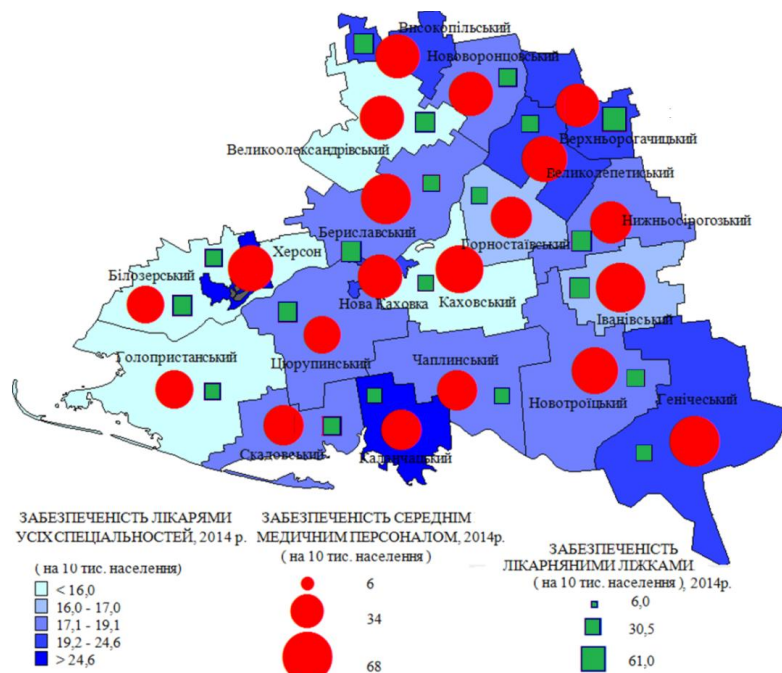 Високопільський
Нововоронцовський
Великоолександрівський
Верхньорогачицький
Великолепетиський
Бериславський
Нижньосірогозький
Горностаївський
Херсон
Білозерський
Нова Каховка
Каховський
Іванівський
Голопристанський
Цюрупинський
Чаплинський
Новотроїцький
Генічеський
Скадовський
Каланчацький
ЗАБЕЗПЕЧЕНІСТЬ ЛІКАРЯМИ
УСІХ СПЕЦІАЛЬНОСТЕЙ, 2014 р.
( на 10 тис. населення)
< 16,0
16,0 - 17,0
17,1 - 19,1
19,2 - 24,6
> 24,6
ЗАБЕЗПЕЧЕНІСТЬ СЕРЕДНІМ
МЕДИЧНИМ ПЕРСОНАЛОМ, 2014р.
( на 10 тис. населення )
6
34
68
ЗАБЕЗПЕЧЕНІСТЬ
ЛІКАРНЯНИМИ ЛІЖКАМИ
( на 10 тис. населення ), 2014р.
6,0
30,5
61,0